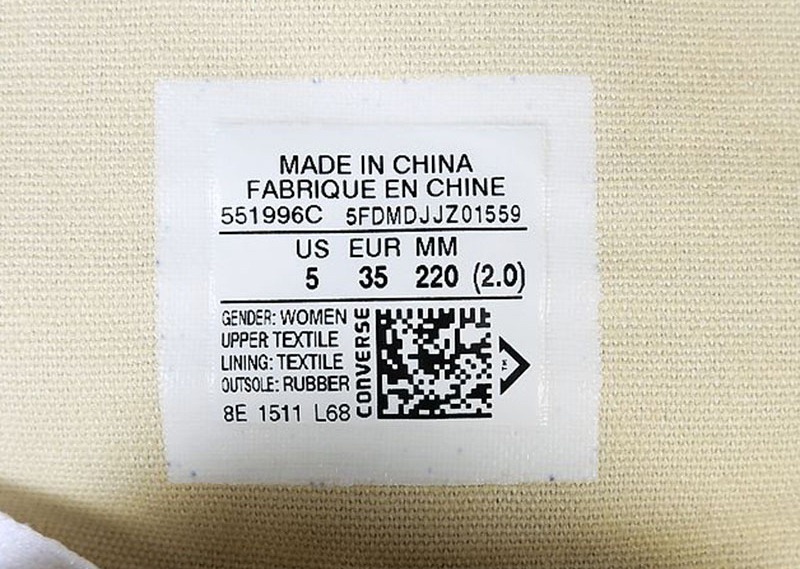 MADE IN CHINA
FABRIQUE EN CHINE
551996C 5FDMDJJZ01559
US EUR MM
5 35 220 (2.0)
GENDER: WOMEN
UPPER TEXTILE
LINING: TEXTILE
OUTSOLE: RUBBER
8E 1511 L68
CONVERSE
TM